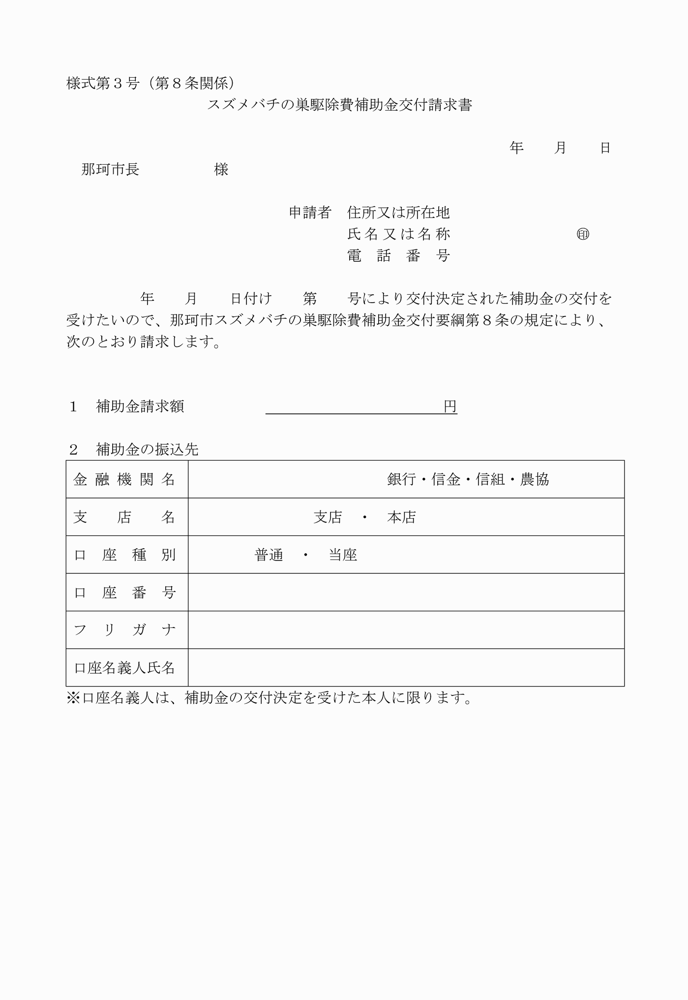 様式第３号（第８条関係）
スズメバチの巣駆除費補助金交付請求書
年　　月　　日
那珂市長　　　　　様
申請者　住所又は所在地
氏名又は名称　　　　　　　　㊞
電　話　番　号
年　　月　　日付け　　第　　号により交付決定された補助金の交付を
受けたいので、那珂市スズメバチの巣駆除費補助金交付要綱第８条の規定により、
次のとおり請求します。
１　補助金請求額　　　　　　　　　　　　円
２　補助金の振込先
金融機関名　　　　　　銀行・信金・信組・農協
支　店　名　　　　　　支店　・　本店
口　座　種　別　　　　普通　・　当座
口　座　番　号
フ　リ　ガ　ナ
口座名義人氏名
※口座名義人は、補助金の交付決定を受けた本人に限ります。